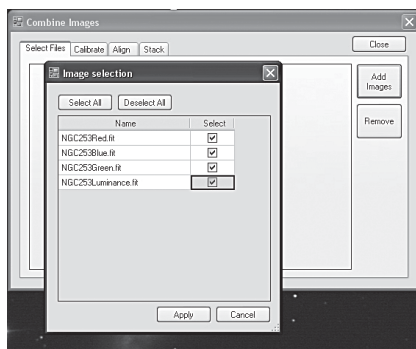 Combine Images
Select Files Calibrate Align Stack
Close
Add
Images
Remove
Image selection
Select All Deselect All
Name Select
NGC253Red.fit
NGC253Blue.fit
NGC253Green.fit
NGC253Luminance.fit
Apply Cancel